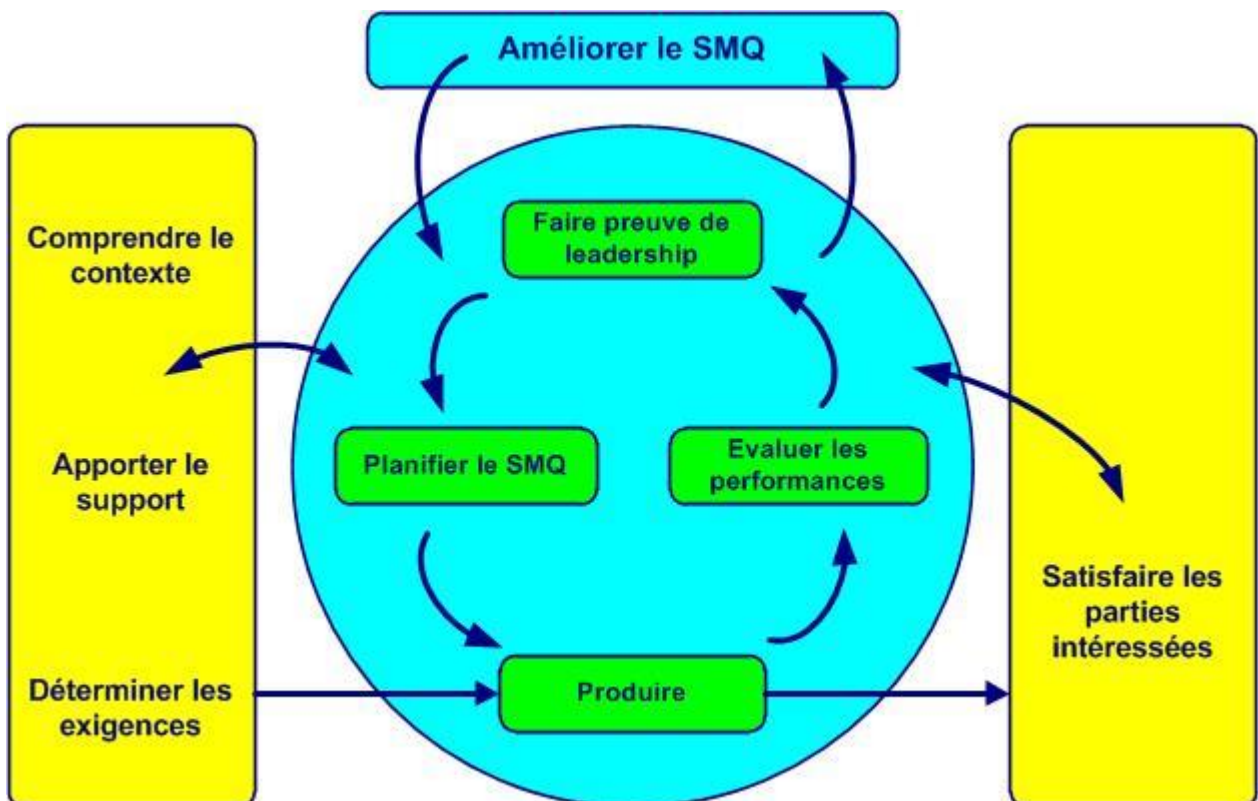 Améliorer le SMQ
Comprendre le
contexte
Apporter le
support
Déterminer les
exigences
Faire preuve de
leadership
Planifier le SMQ
Evaluer les
performances
Produire
Satisfaire les
parties
intéressées